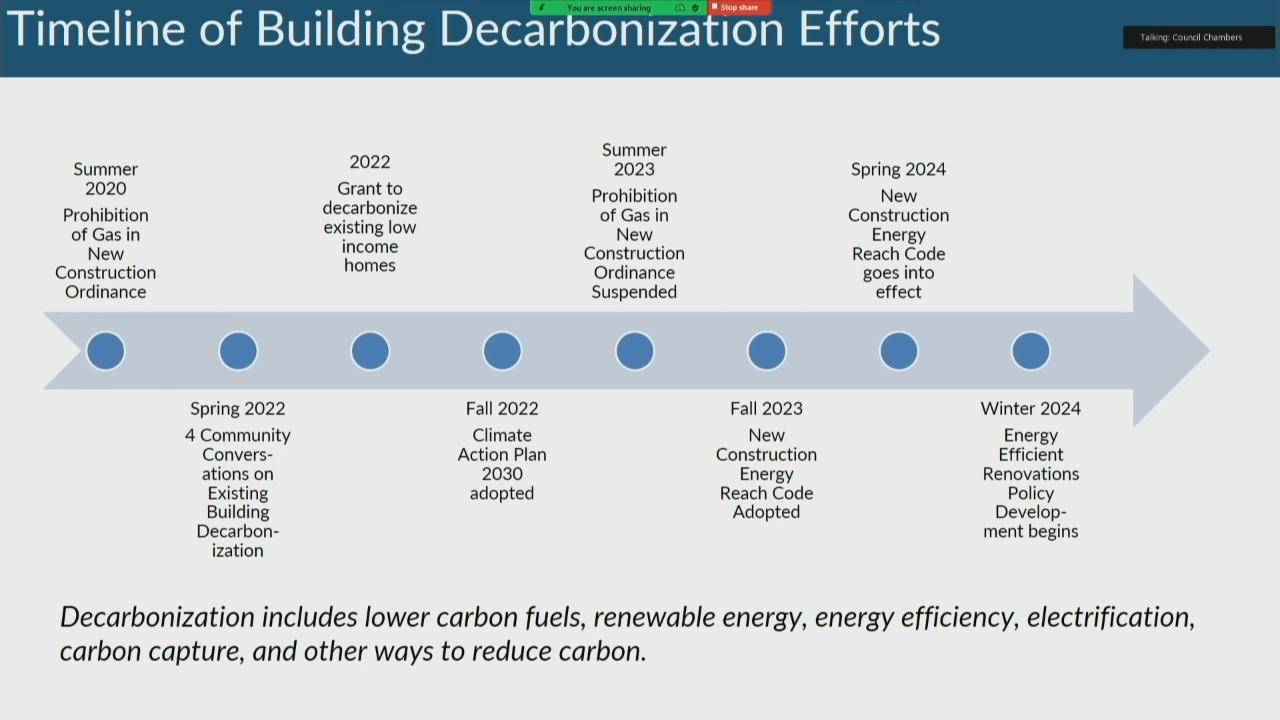 You are screen sharing
Stop share
Timeline of Building Decarbonization Efforts
Talking: Council Chambers
Summer
2020
Prohibition
of Gas in
New
Construction
Ordinance
Spring 2022
4 Community
Convers-
ations on
Existing
Building
Decarbon-
ization
2022
Grant to
decarbonize
existing low
income
homes
Fall 2022
Climate
Action Plan
2030
adopted
Summer
2023
Prohibition
of Gas in
New
Construction
Ordinance
Suspended
Fall 2023
New
Construction
Energy
Reach Code
Adopted
Spring 2024
New
Construction
Energy
Reach Code
goes into
effect
Winter 2024
Energy
Efficient
Renovations
Policy
Develop-
ment begins
Decarbonization includes lower carbon fuels, renewable energy, energy efficiency, electrification,
carbon capture, and other ways to reduce carbon.